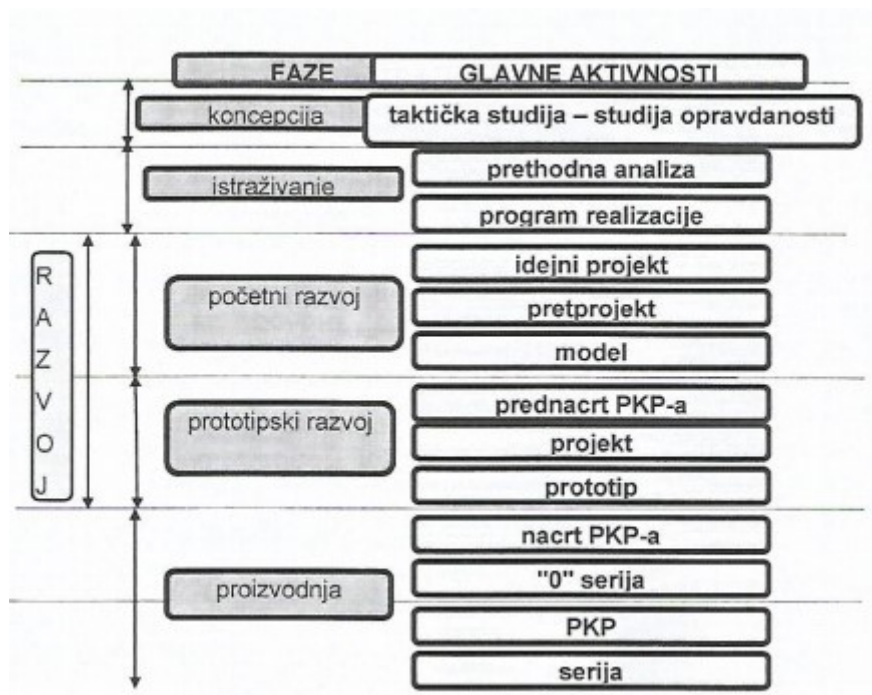 FAZE GLAVNE AKTIVNOSTI
koncepcija taktička studija – studija opravdanosti
istraživanje prethodna analiza
program realizacije
RAZVOJ
početni razvoj idejni projekt
pretprojekt
model
prototipski razvoj prednacrt PKP-a
projekt
prototip
proizvodnja nacrt PKP-a
"0" serija
PKP
serija